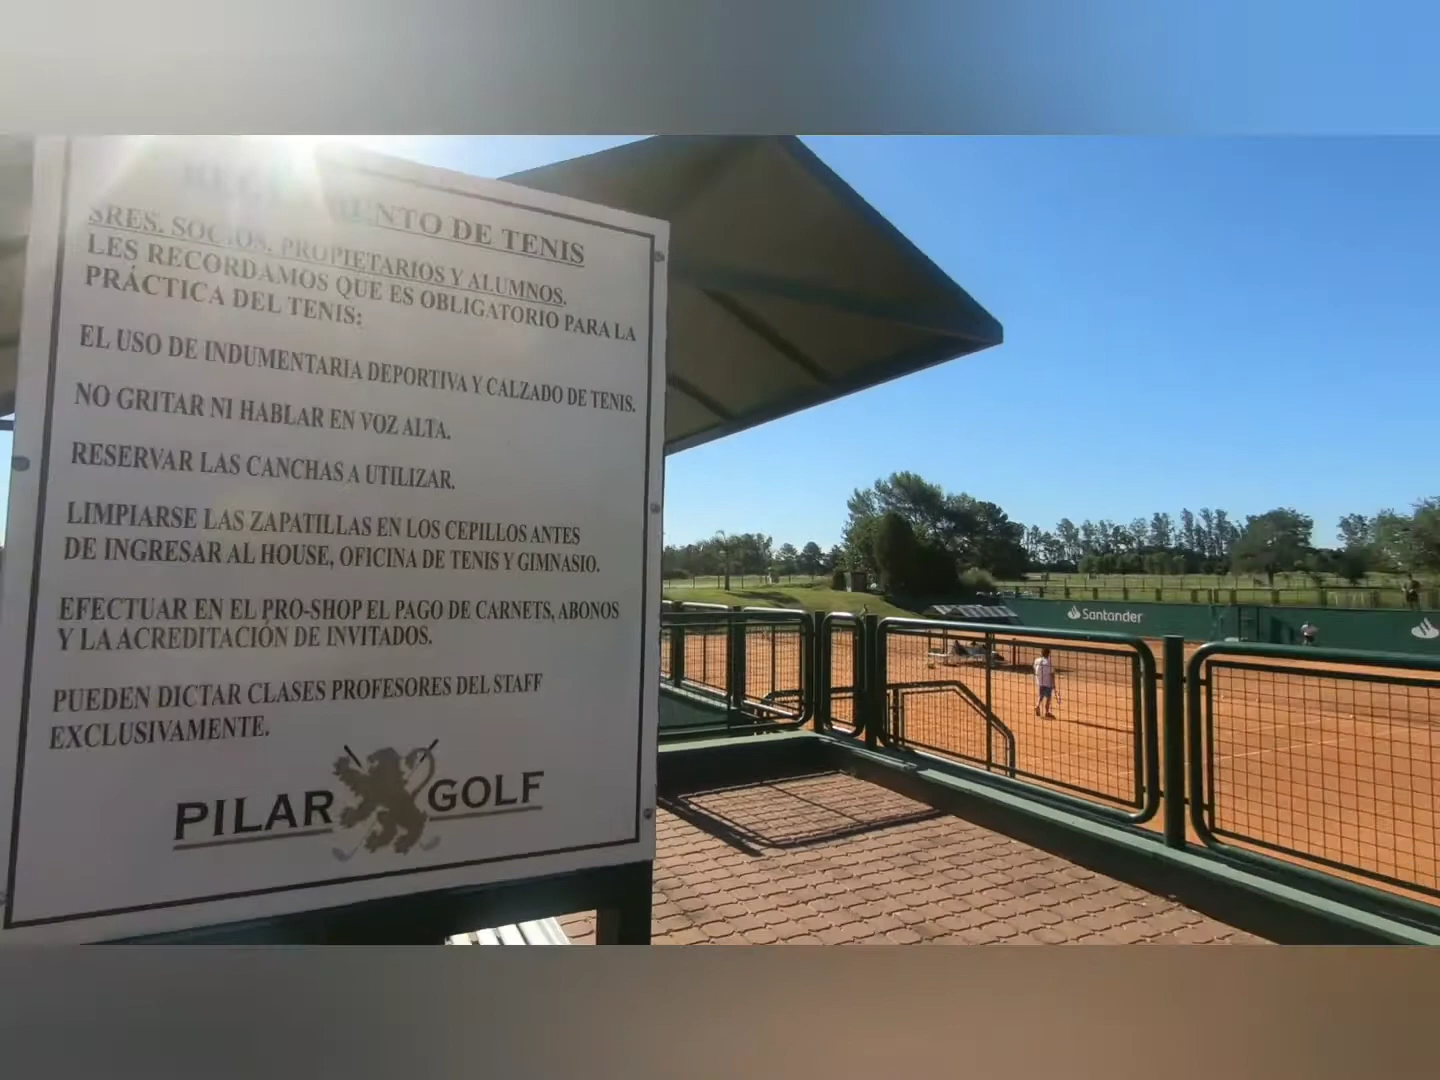 REGLAMENTO DE TENIS
SRES. SOCIOS, PROPIETARIOS Y ALUMNOS.
LES RECORDAMOS QUE ES OBLIGATORIO PARA LA
PRÁCTICA DEL TENIS:
EL USO DE INDUMENTARIA DEPORTIVA Y CALZADO DE TENIS.
NO GRITAR NI HABLAR EN VOZ ALTA.
RESERVAR LAS CANCHAS A UTILIZAR.
LIMPIARSE LAS ZAPATILLAS EN LOS CEPILLOS ANTES
DE INGRESAR AL HOUSE, OFICINA DE TENIS Y GIMNASIO.
EFECTUAR EN EL PRO-SHOP EL PAGO DE CARNETS, ABONOS
Y LA ACREDITACIÓN DE INVITADOS.
PUEDEN DICTAR CLASES PROFESORES DEL STAFF
EXCLUSIVAMENTE.
PILAR GOLF
Santander